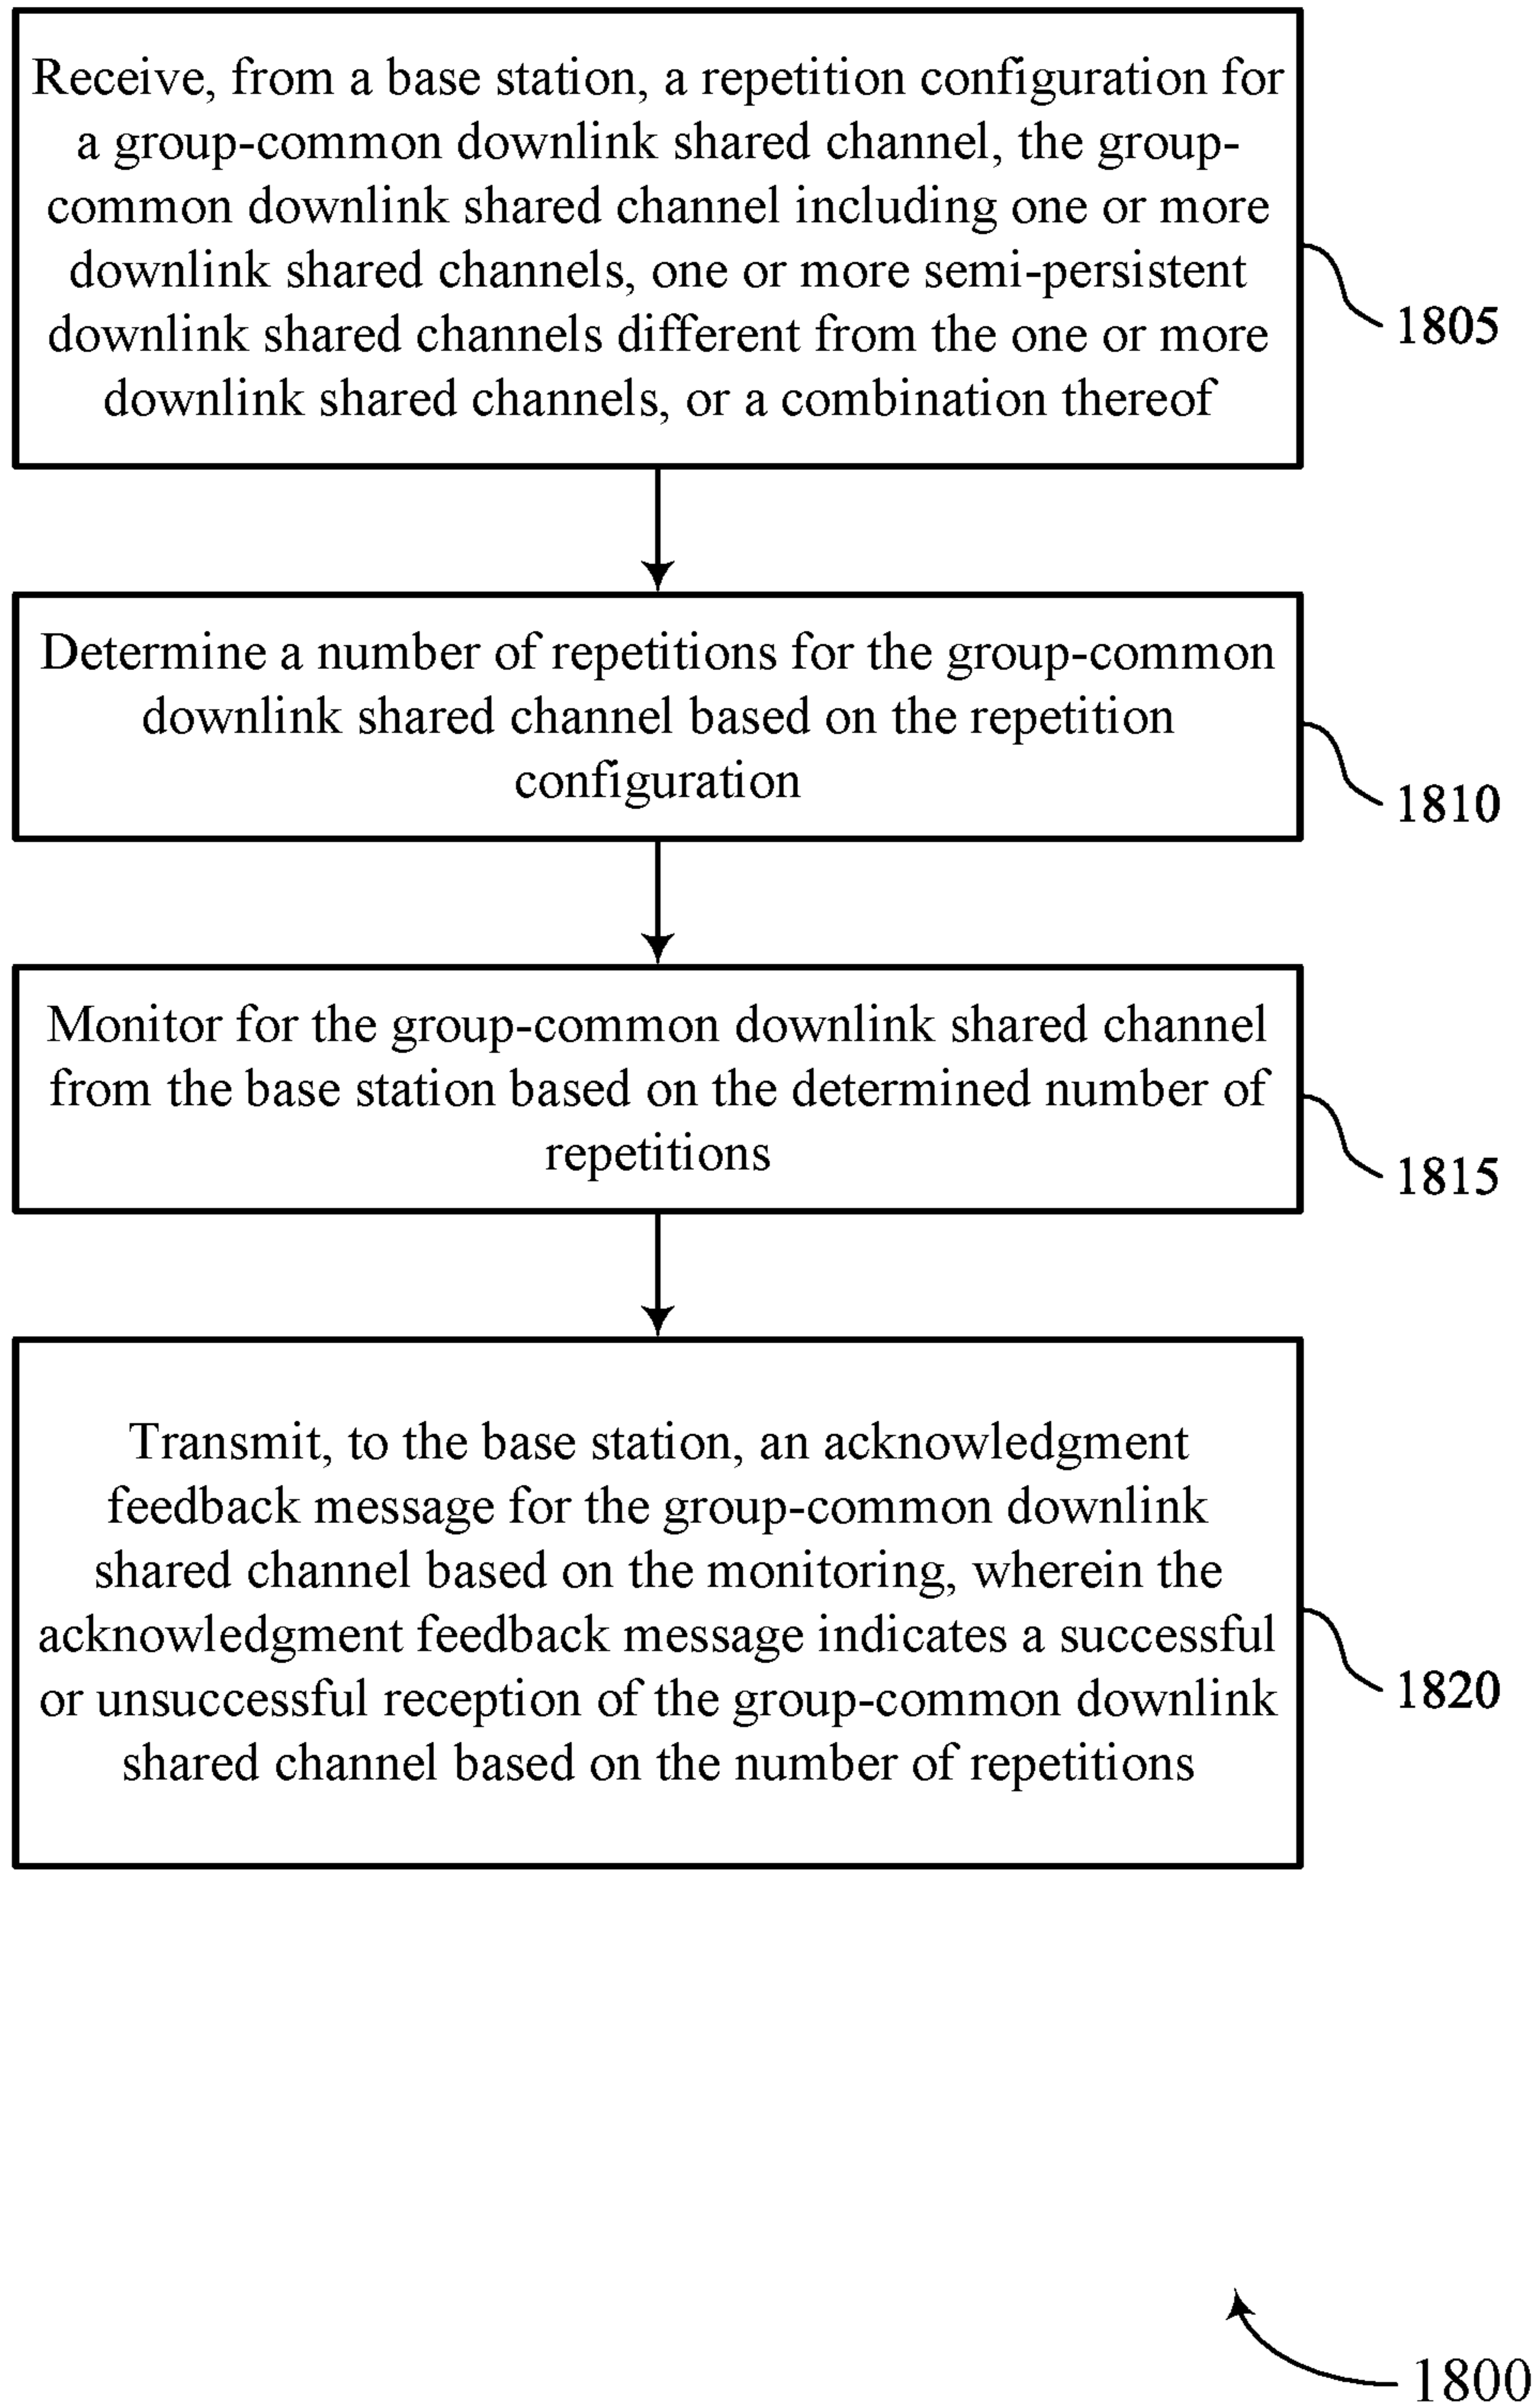 Receive, from a base station, a repetition configuration for
a group-common downlink shared channel, the group-
common downlink shared channel including one or more
downlink shared channels, one or more semi-persistent
downlink shared channels different from the one or more
downlink shared channels, or a combination thereof
1805
Determine a number of repetitions for the group-common
downlink shared channel based on the repetition
configuration
1810
Monitor for the group-common downlink shared channel
from the base station based on the determined number of
repetitions
1815
Transmit, to the base station, an acknowledgment
feedback message for the group-common downlink
shared channel based on the monitoring, wherein the
acknowledgment feedback message indicates a successful
or unsuccessful reception of the group-common downlink
shared channel based on the number of repetitions
1820
1800